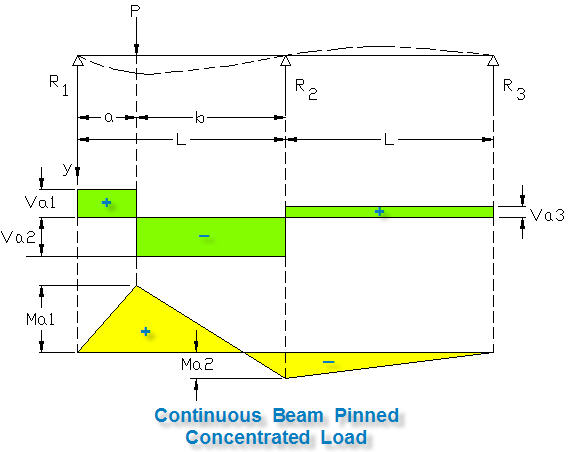 P
R1
R2
R3
a
b
L
L
y
Va1
+
+
Va3
Va2
−
Ma1
+
Ma2
−
Continuous Beam Pinned
Concentrated Load